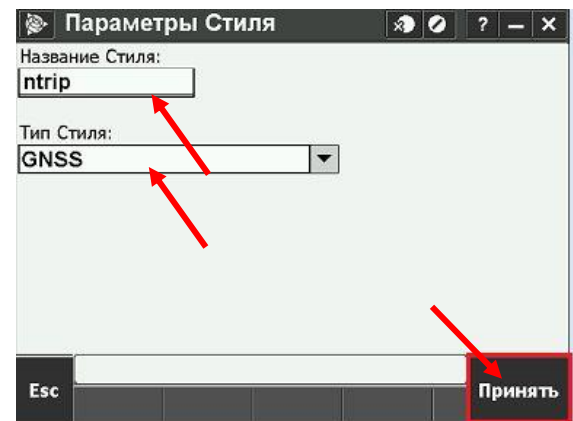 Параметры Стиля ? – ×
Название Стиля:
ntrip
Тип Стиля:
GNSS
Esc
Принять